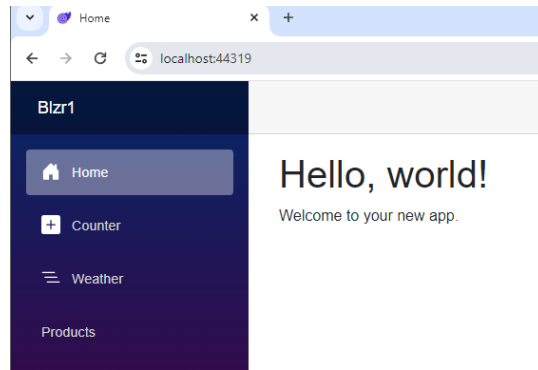 Home
localhost:44319
Blzr1
Home
Counter
Weather
Products
Hello, world!
Welcome to your new app.